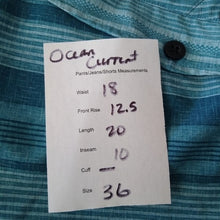 Ocean
Current
Pants/Jeans/Shorts Measurements
Waist 18
Front Rise 12.5
Length 20
Inseam 10
Cuff —
Size 36